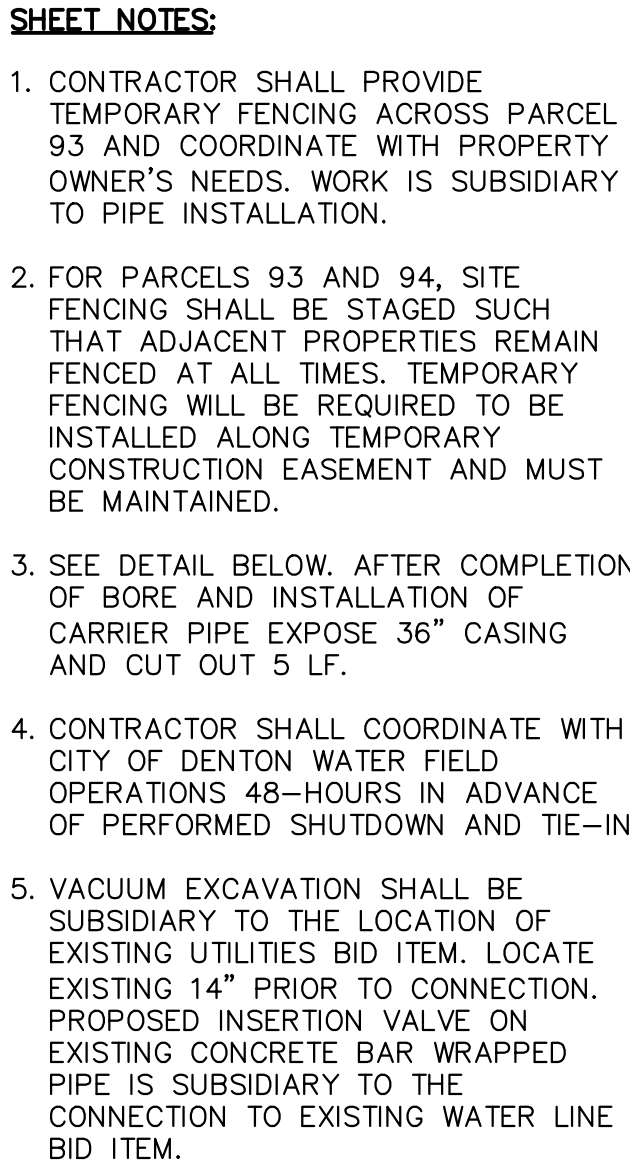 SHEET NOTES:
1. CONTRACTOR SHALL PROVIDE
TEMPORARY FENCING ACROSS PARCEL
93 AND COORDINATE WITH PROPERTY
OWNER'S NEEDS. WORK IS SUBSIDIARY
TO PIPE INSTALLATION.
2. FOR PARCELS 93 AND 94, SITE
FENCING SHALL BE STAGED SUCH
THAT ADJACENT PROPERTIES REMAIN
FENCED AT ALL TIMES. TEMPORARY
FENCING WILL BE REQUIRED TO BE
INSTALLED ALONG TEMPORARY
CONSTRUCTION EASEMENT AND MUST
BE MAINTAINED.
3. SEE DETAIL BELOW. AFTER COMPLETION
OF BORE AND INSTALLATION OF
CARRIER PIPE EXPOSE 36" CASING
AND CUT OUT 5 LF.
4. CONTRACTOR SHALL COORDINATE WITH
CITY OF DENTON WATER FIELD
OPERATIONS 48–HOURS IN ADVANCE
OF PERFORMED SHUTDOWN AND TIE–IN
5. VACUUM EXCAVATION SHALL BE
SUBSIDIARY TO THE LOCATION OF
EXISTING UTILITIES BID ITEM. LOCATE
EXISTING 14" PRIOR TO CONNECTION.
PROPOSED INSERTION VALVE ON
EXISTING CONCRETE BAR WRAPPED
PIPE IS SUBSIDIARY TO THE
CONNECTION TO EXISTING WATER LINE
BID ITEM.